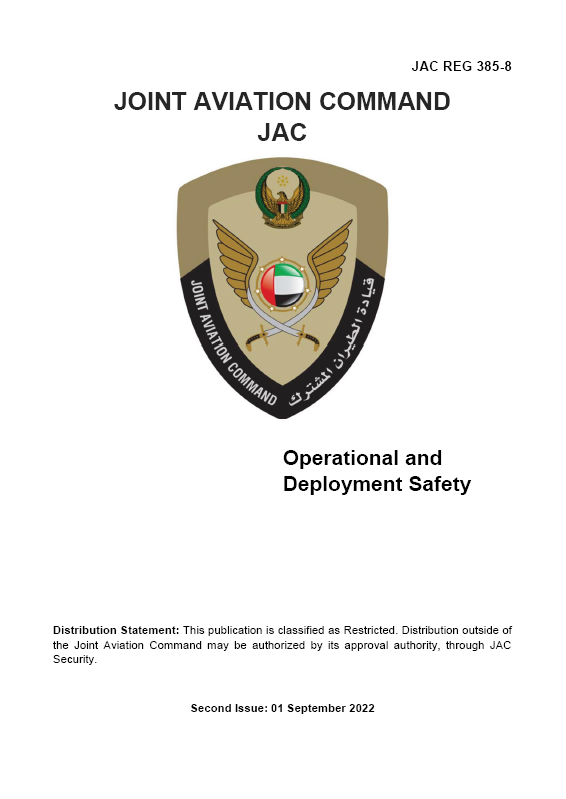 JAC REG 385-8
JOINT AVIATION COMMAND
JAC
JOINT AVIATION COMMAND
قيادة الطيران المشترك
Operational and
Deployment Safety
Distribution Statement: This publication is classified as Restricted. Distribution outside of
the Joint Aviation Command may be authorized by its approval authority, through JAC
Security.
Second Issue: 01 September 2022